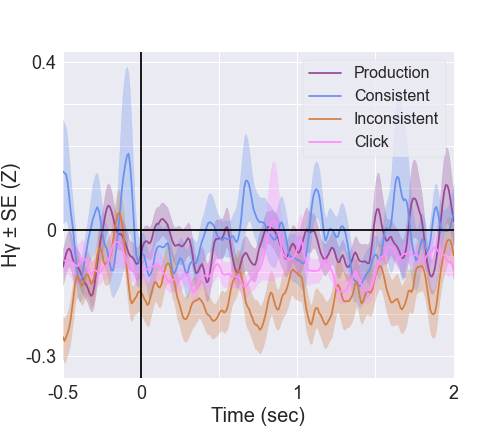 Hγ ± SE (Z)
0.4
0
-0.3
Production
Consistent
Inconsistent
Click
-0.5 0 1 2
Time (sec)